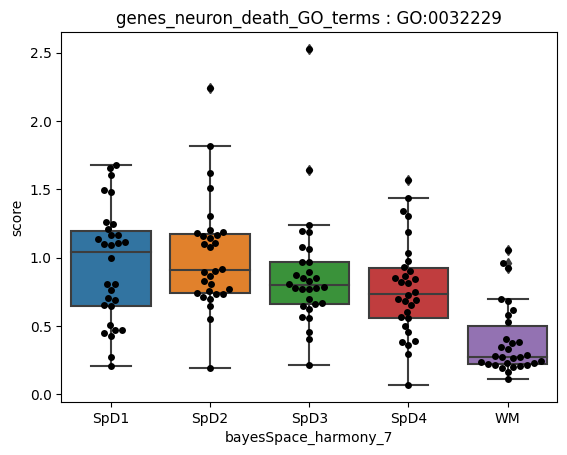 genes_neuron_death_GO_terms : GO:0032229
score
2.5
2.0
1.5
1.0
0.5
0.0
SpD1 SpD2 SpD3 SpD4 WM
bayesSpace_harmony_7